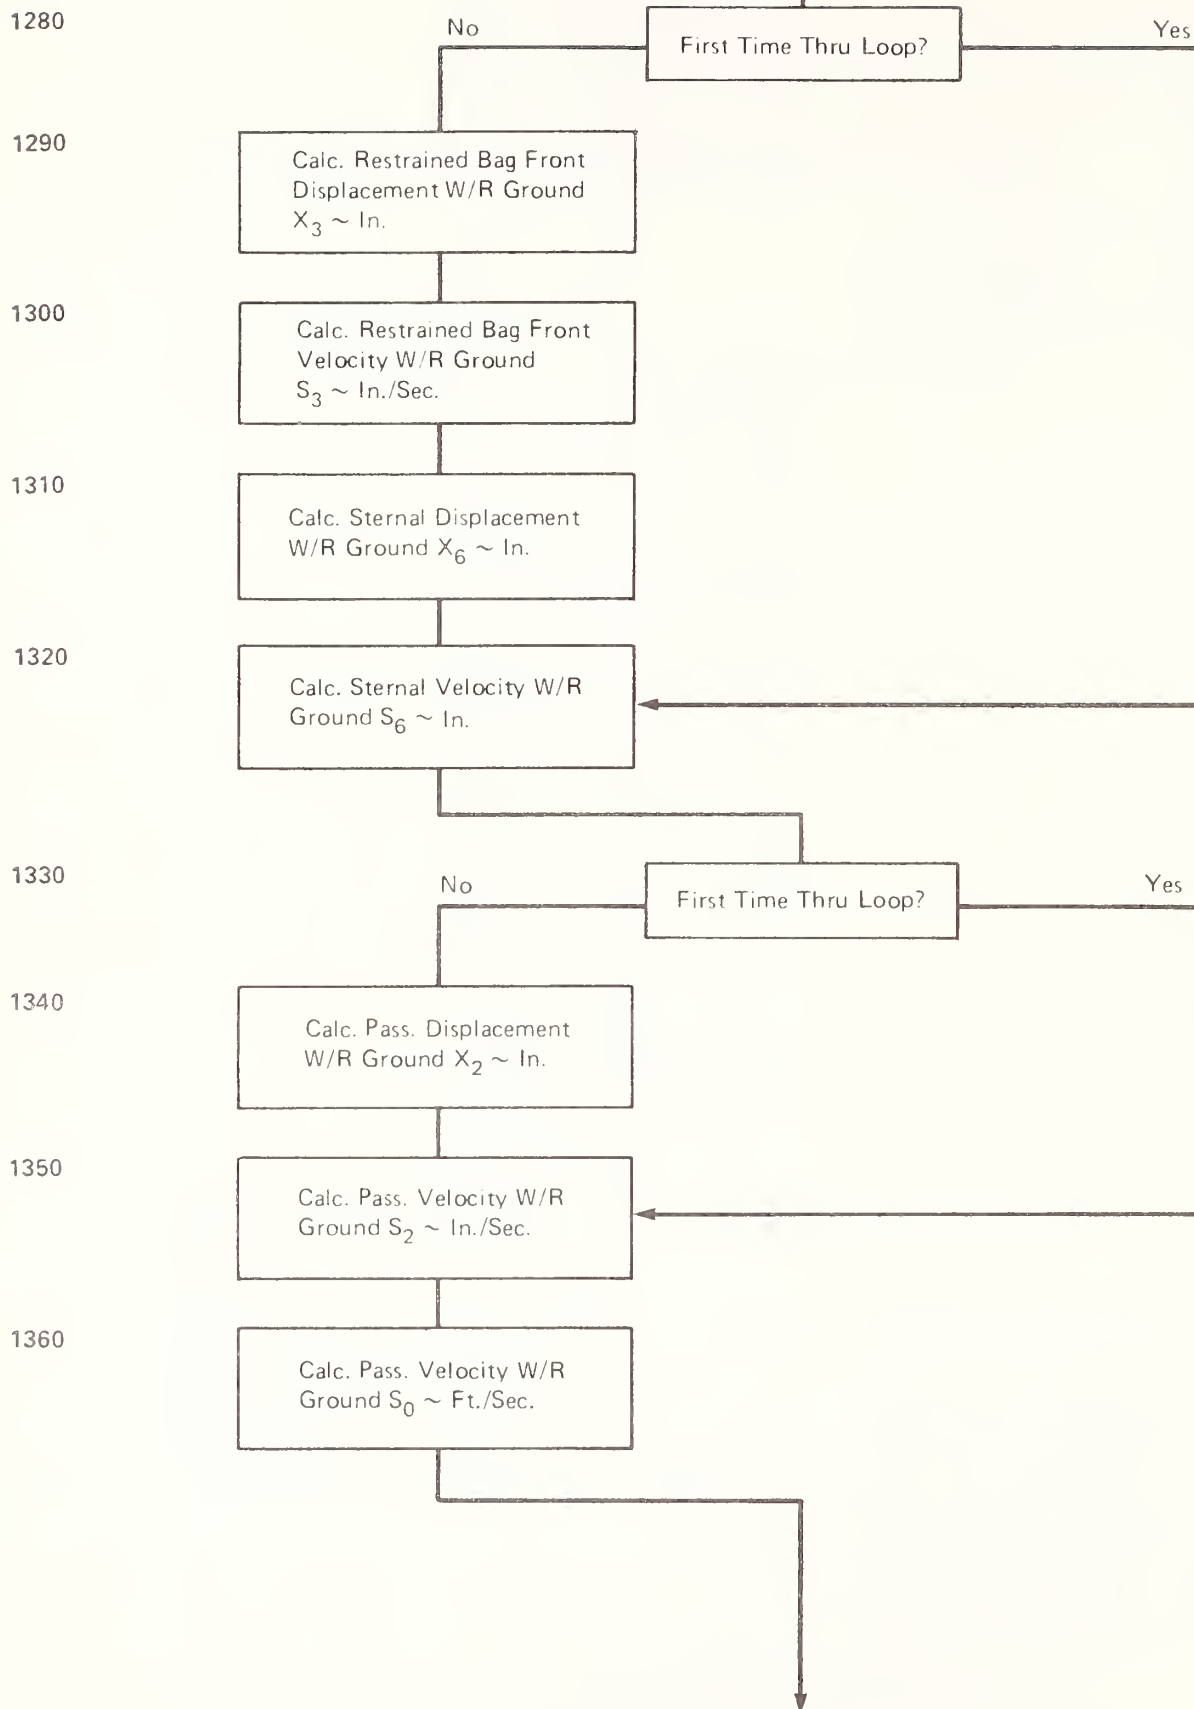 1280
No
First Time Thru Loop?
Yes
1290
Calc. Restrained Bag Front
Displacement W/R Ground
X₃ ~ In.
1300
Calc. Restrained Bag Front
Velocity W/R Ground
S₃ ~ In./Sec.
1310
Calc. Sternal Displacement
W/R Ground X₆ ~ In.
1320
Calc. Sternal Velocity W/R
Ground S₆ ~ In.
1330
No
First Time Thru Loop?
Yes
1340
Calc. Pass. Displacement
W/R Ground X₂ ~ In.
1350
Calc. Pass. Velocity W/R
Ground S₂ ~ In./Sec.
1360
Calc. Pass. Velocity W/R
Ground S₀ ~ Ft./Sec.